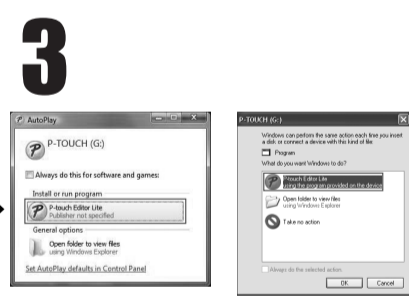 3
AutoPlay
P-TOUCH (G:)
Always do this for software and games:
Install or run program
P-touch Editor Lite
Publisher not specified
General options
Open folder to view files
using Windows Explorer
Set AutoPlay defaults in Control Panel
P-TOUCH (G:)
Windows can perform the same action each time you insert
a disk or connect a device with this kind of file:
Program
What do you want Windows to do?
P-touch Editor Lite
using the program provided on the device
Open folder to view files
using Windows Explorer
Take no action
Always do the selected action.
OK
Cancel